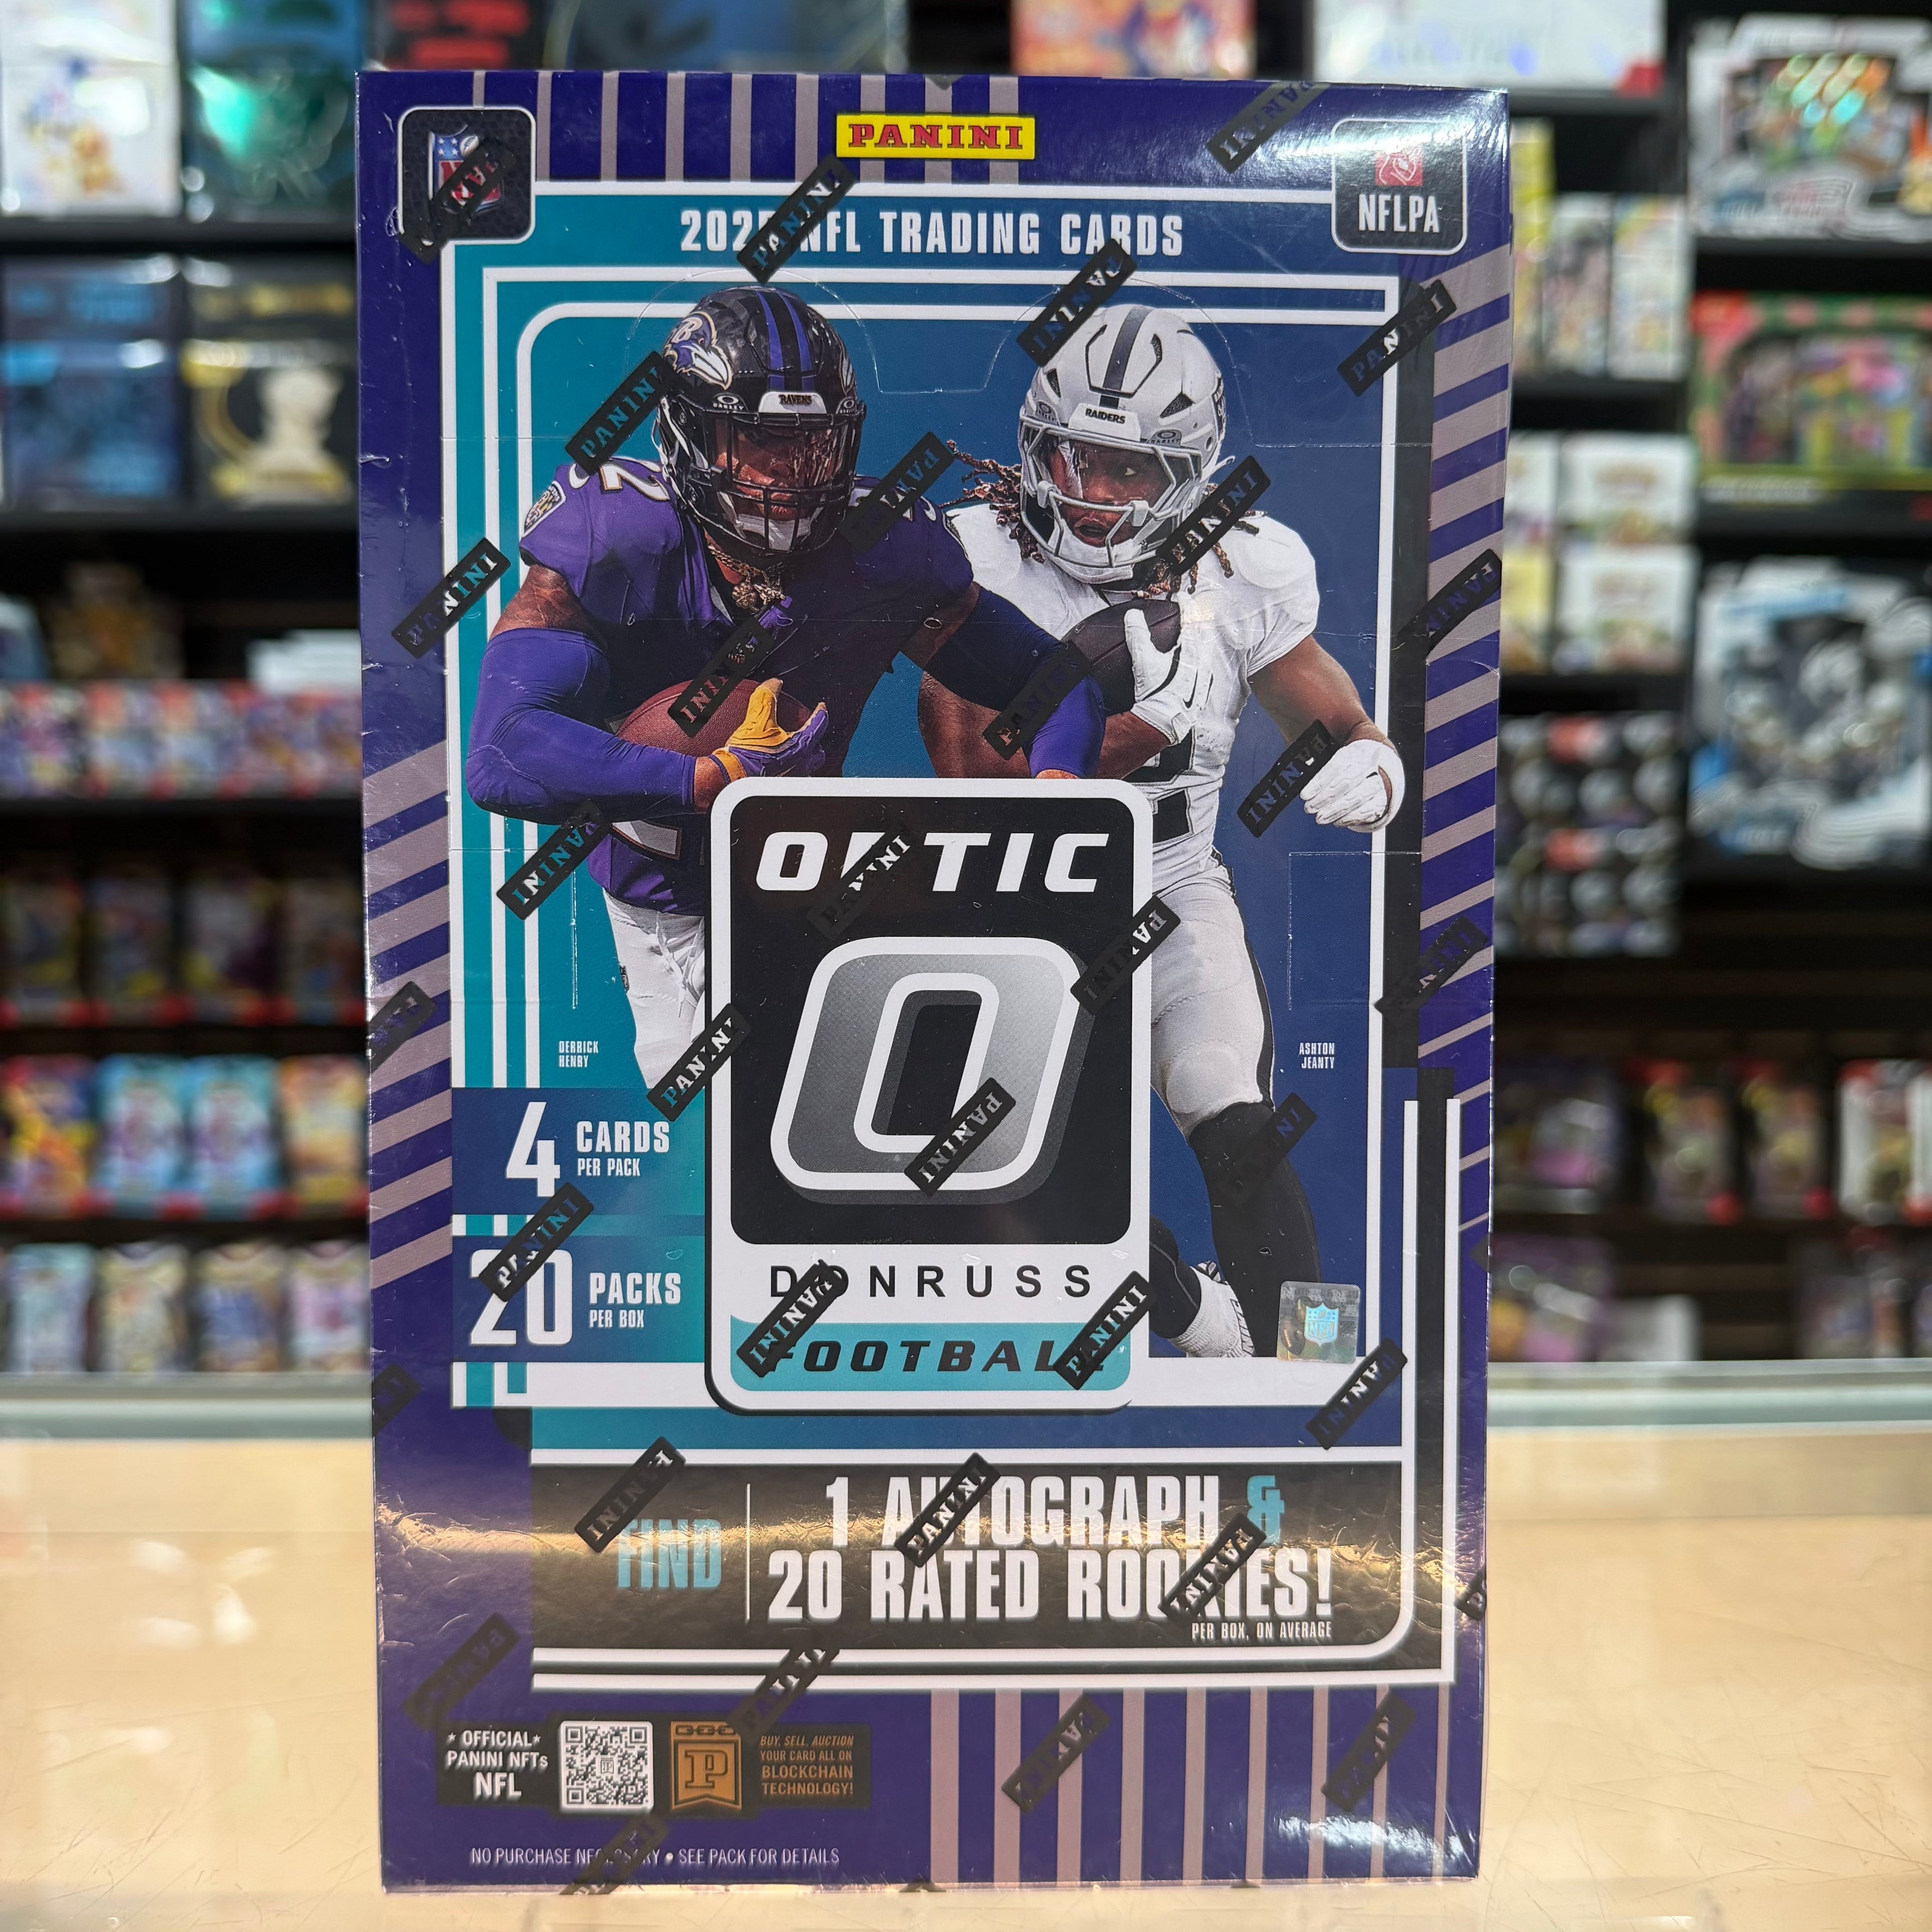 PANINI
NFLPA
2025 NFL TRADING CARDS
RAVENS
RAIDERS
OPTIC
DERRICK
HENRY
ASHTON
JEANTY
4 CARDS
PER PACK
20 PACKS
PER BOX
DONRUSS
FOOTBALL
FIND
1 AUTOGRAPH &
20 RATED ROOKIES!
PER BOX, ON AVERAGE
* OFFICIAL*
PANINI NFTs
NFL
P
BUY. SELL. AUCTION
YOUR CARD ALL ON
BLOCKCHAIN
TECHNOLOGY!
NO PURCHASE NECESSARY • SEE PACK FOR DETAILS